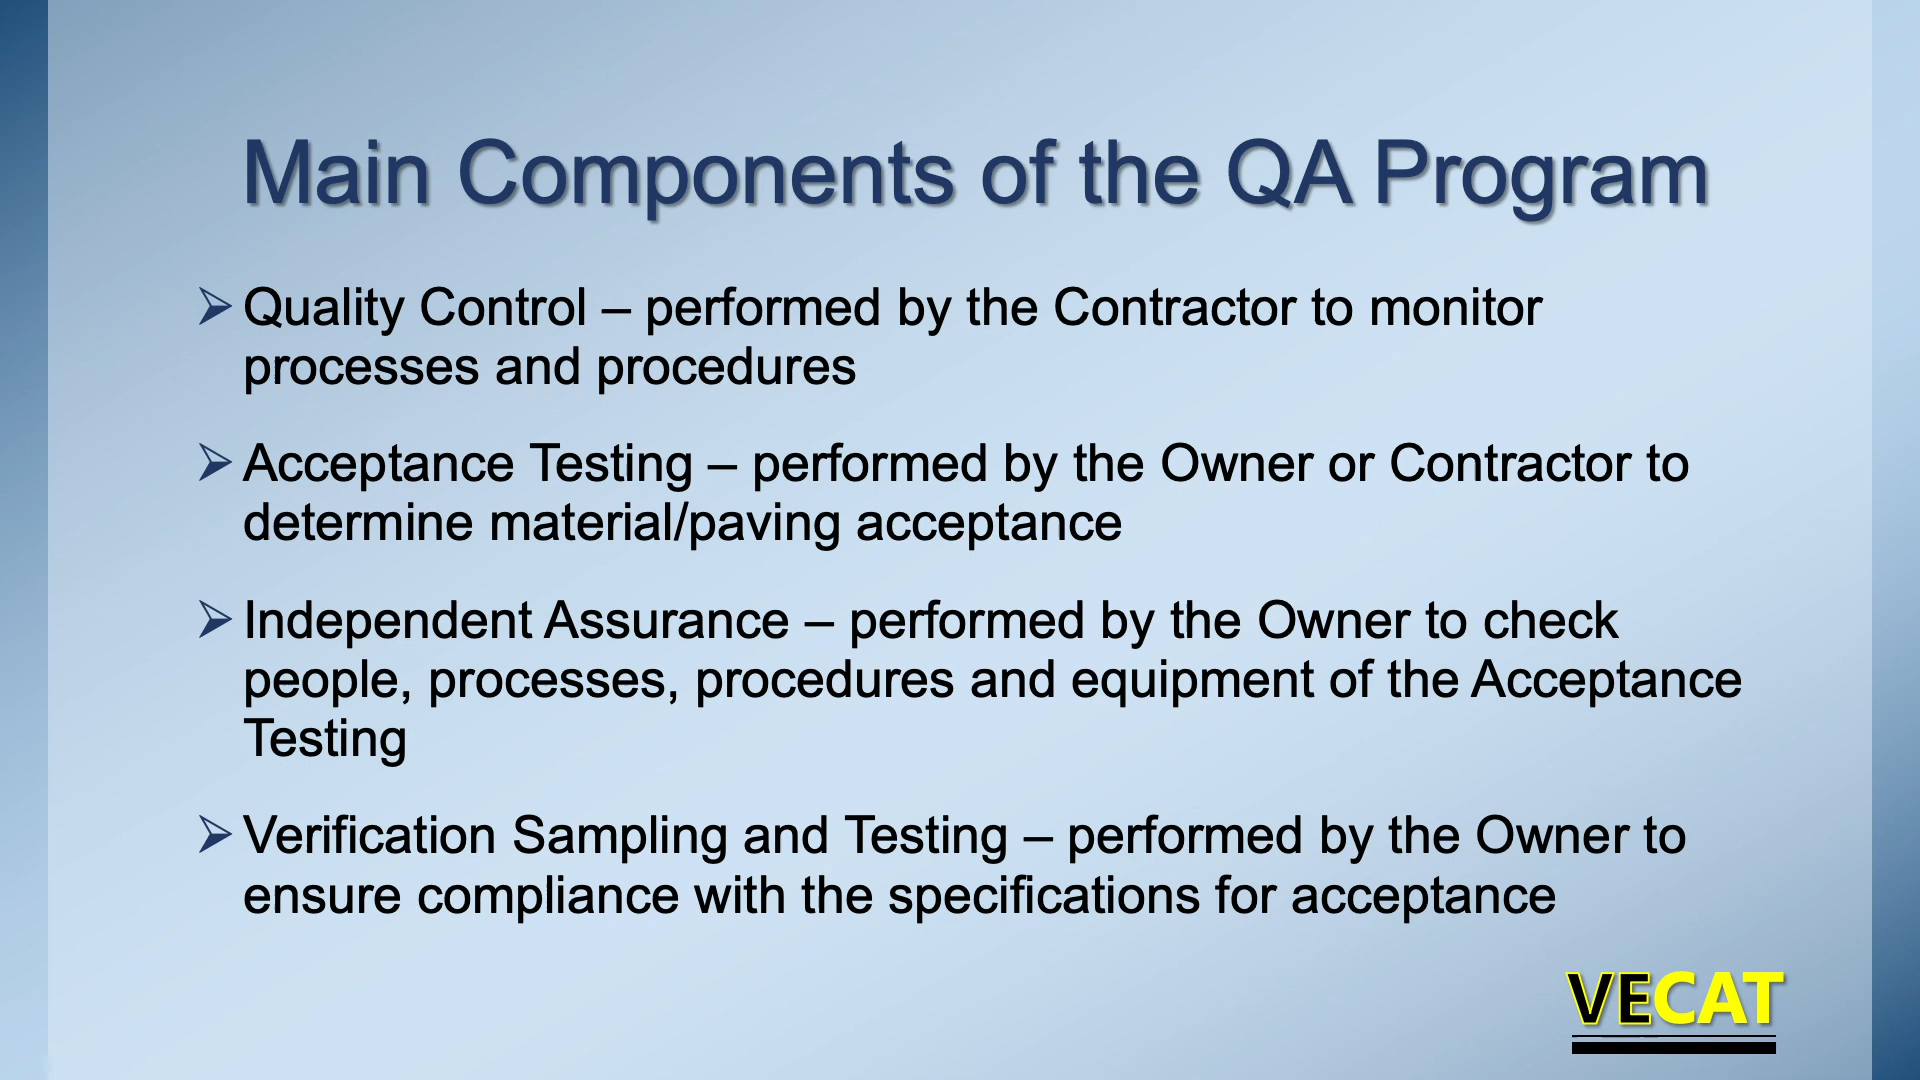 Main Components of the QA Program
Quality Control – performed by the Contractor to monitor
processes and procedures
Acceptance Testing – performed by the Owner or Contractor to
determine material/paving acceptance
Independent Assurance – performed by the Owner to check
people, processes, procedures and equipment of the Acceptance
Testing
Verification Sampling and Testing – performed by the Owner to
ensure compliance with the specifications for acceptance
VECAT